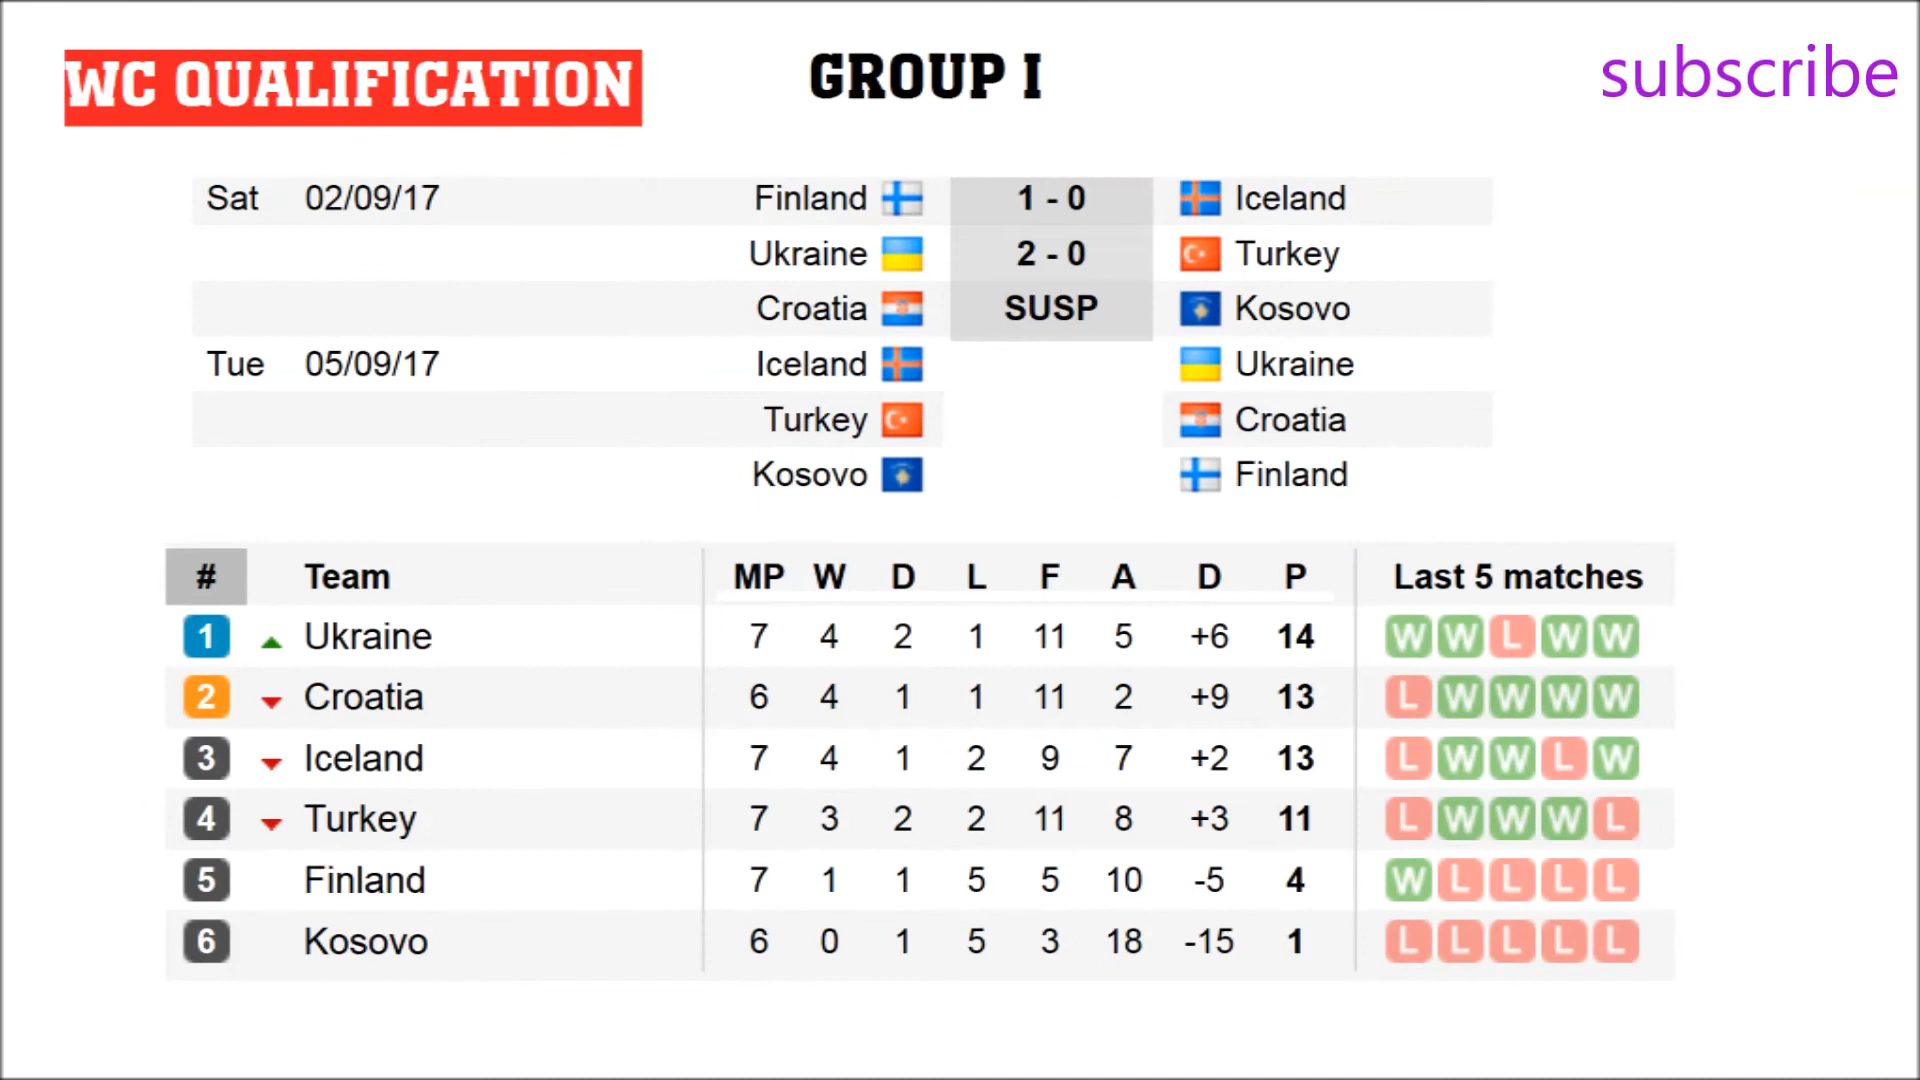 WC QUALIFICATION GROUP I subscribe
Sat 02/09/17 Finland 1 - 0 Iceland
Ukraine 2 - 0 Turkey
Croatia SUSP Kosovo
Tue 05/09/17 Iceland Ukraine
Turkey Croatia
Kosovo Finland
# Team MP W D L F A D P Last 5 matches
1 Ukraine 7 4 2 1 11 5 +6 14 W W L W W
2 Croatia 6 4 1 1 11 2 +9 13 L W W W W
3 Iceland 7 4 1 2 9 7 +2 13 L W W L W
4 Turkey 7 3 2 2 11 8 +3 11 L W W W L
5 Finland 7 1 1 5 5 10 -5 4 W L L L L
6 Kosovo 6 0 1 5 3 18 -15 1 L L L L L